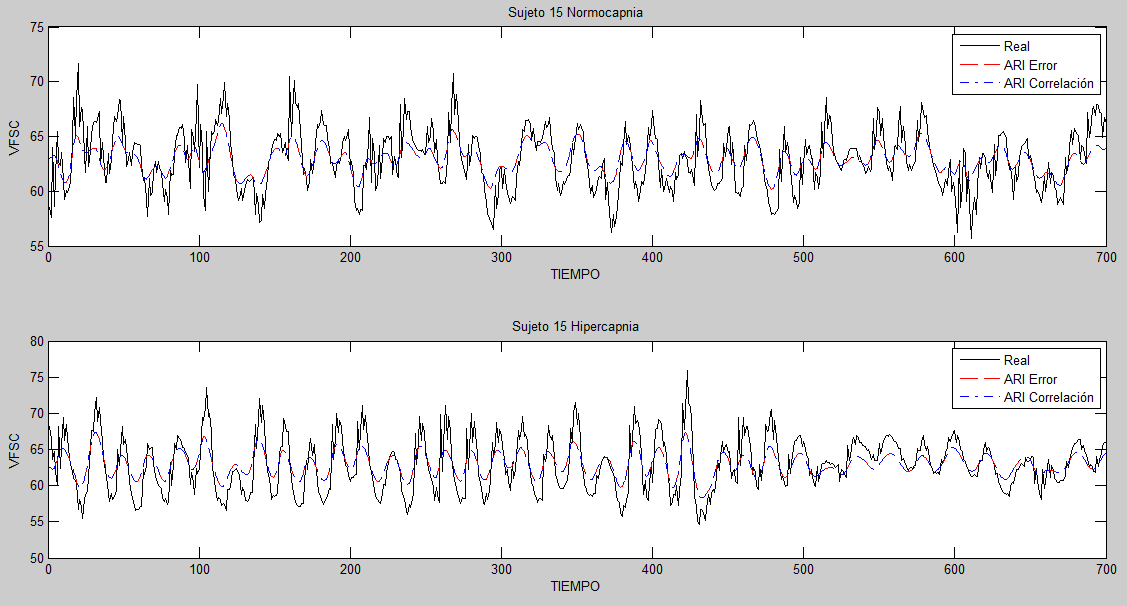 Sujeto 15 Normocapnia
75
70
65
60
55
VFSC
Real
ARI Error
ARI Correlación
0 100 200 300 400 500 600 700
TIEMPO
Sujeto 15 Hipercapnia
80
75
70
65
60
55
50
VFSC
Real
ARI Error
ARI Correlación
0 100 200 300 400 500 600 700
TIEMPO